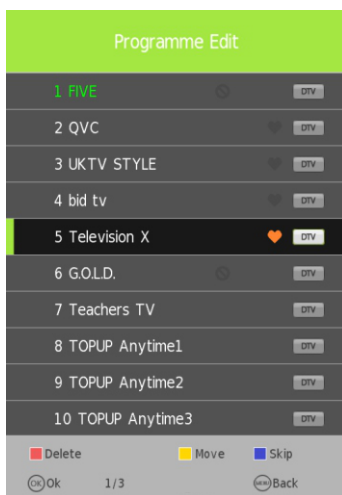 Programme Edit
1 FIVE DTV
2 QVC DTV
3 UKTV STYLE DTV
4 bid tv DTV
5 Television X DTV
6 G.O.L.D. DTV
7 Teachers TV DTV
8 TOPUP Anytime1 DTV
9 TOPUP Anytime2 DTV
10 TOPUP Anytime3 DTV
Delete Move Skip
OK Ok 1/3 MENU Back